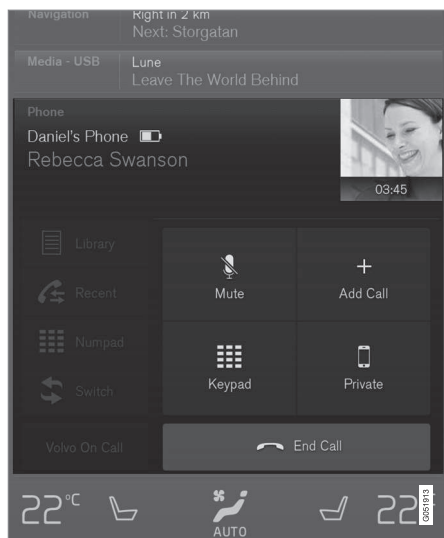 Navigation
Right in 2 km
Next: Storgatan
Media - USB
Lune
Leave The World Behind
Phone
Daniel's Phone
Rebecca Swanson
03:45
Library
Recent
Numpad
Switch
Volvo On Call
Mute
Add Call
Keypad
Private
End Call
22°C
AUTO
22
G051913